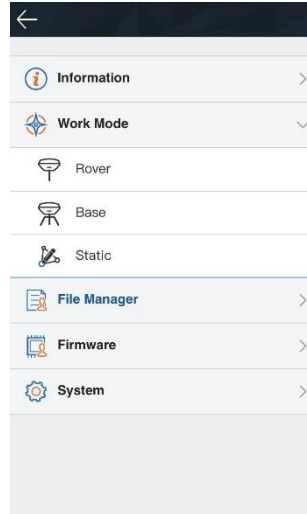 Information
Work Mode
Rover
Base
Static
File Manager
Firmware
System